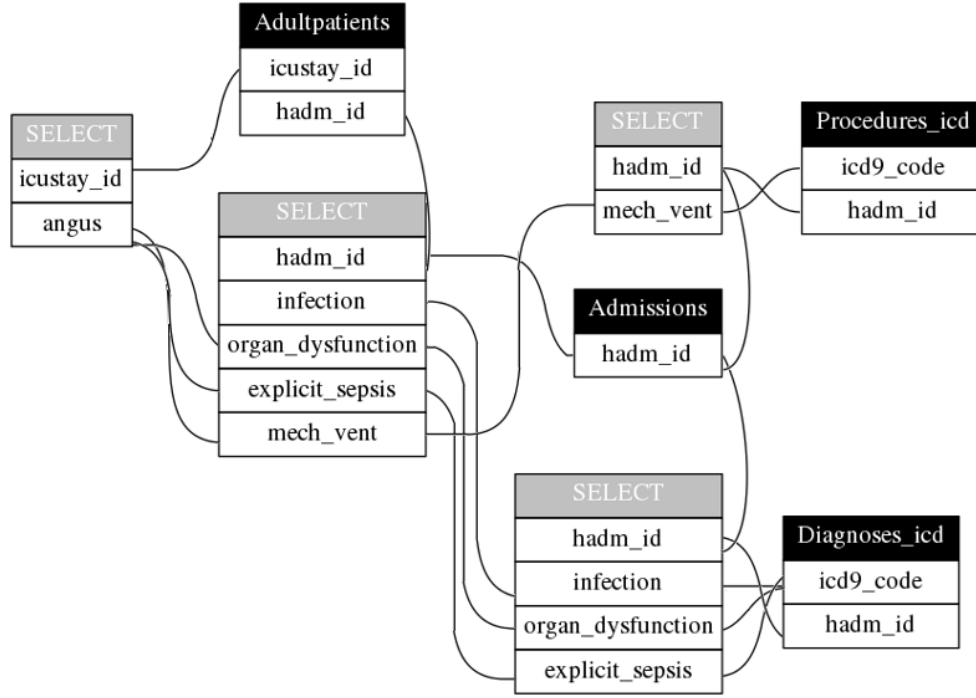 Adultpatients
icustay_id
hadm_id
SELECT
icustay_id
angus
SELECT
hadm_id
infection
organ_dysfunction
explicit_sepsis
mech_vent
SELECT
hadm_id
mech_vent
Procedures_icd
icd9_code
hadm_id
Admissions
hadm_id
SELECT
hadm_id
infection
organ_dysfunction
explicit_sepsis
Diagnoses_icd
icd9_code
hadm_id